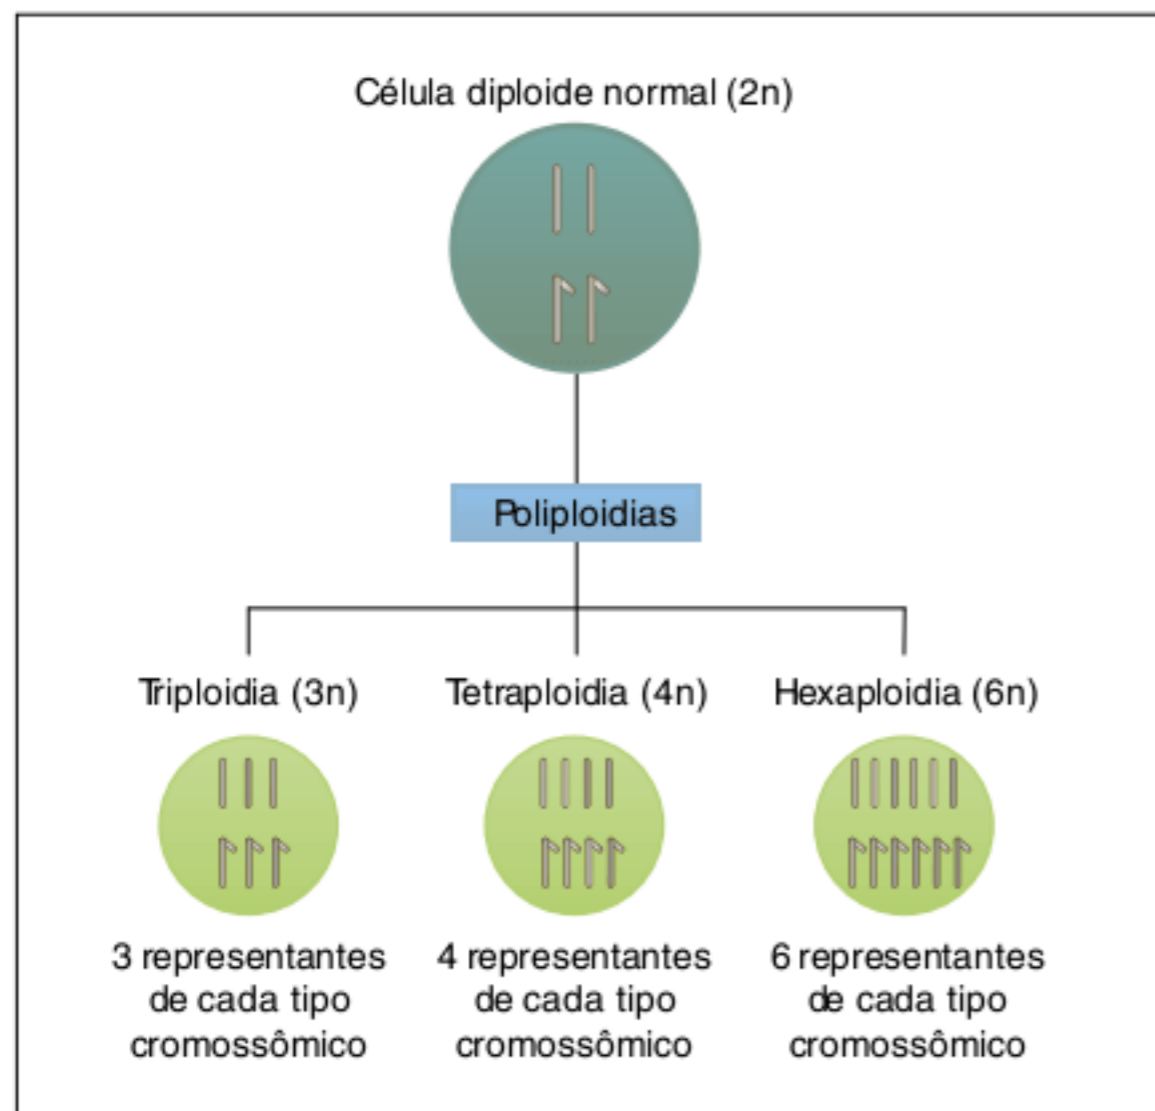 Célula diploide normal (2n)
Poliploidias
Triploidia (3n)
Tetraploidia (4n)
Hexaploidia (6n)
3 representantes
de cada tipo
cromossômico
4 representantes
de cada tipo
cromossômico
6 representantes
de cada tipo
cromossômico